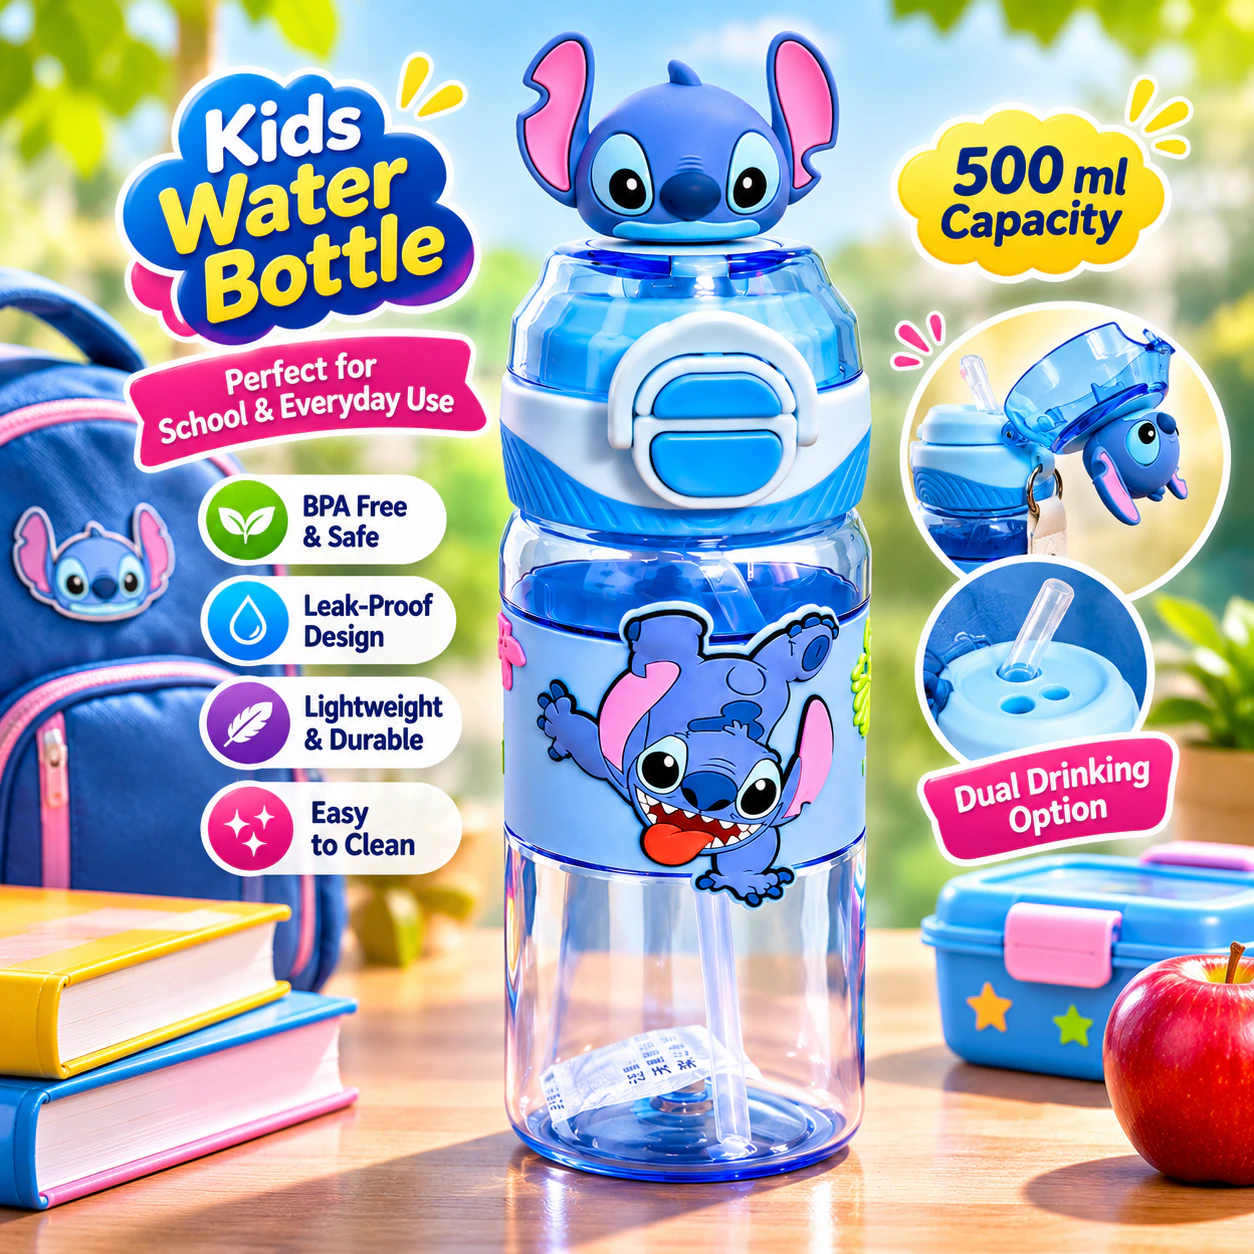 Kids
Water
Bottle
Perfect for
School & Everyday Use
BPA Free
& Safe
Leak-Proof
Design
Lightweight
& Durable
Easy
to Clean
500 ml
Capacity
Dual Drinking
Option